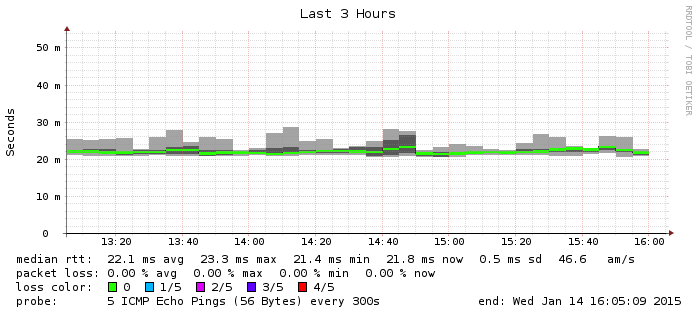 Last 3 Hours
RRDTOOL / TOBI OETIKER
Seconds
50 m
40 m
30 m
20 m
10 m
0
13:20 13:40 14:00 14:20 14:40 15:00 15:20 15:40 16:00
median rtt: 22.1 ms avg 23.3 ms max 21.4 ms min 21.8 ms now 0.5 ms sd 46.6 am/s
packet loss: 0.00 % avg 0.00 % max 0.00 % min 0.00 % now
loss color: 0 1/5 2/5 3/5 4/5
probe: 5 ICMP Echo Pings (56 Bytes) every 300s end: Wed Jan 14 16:05:09 2015